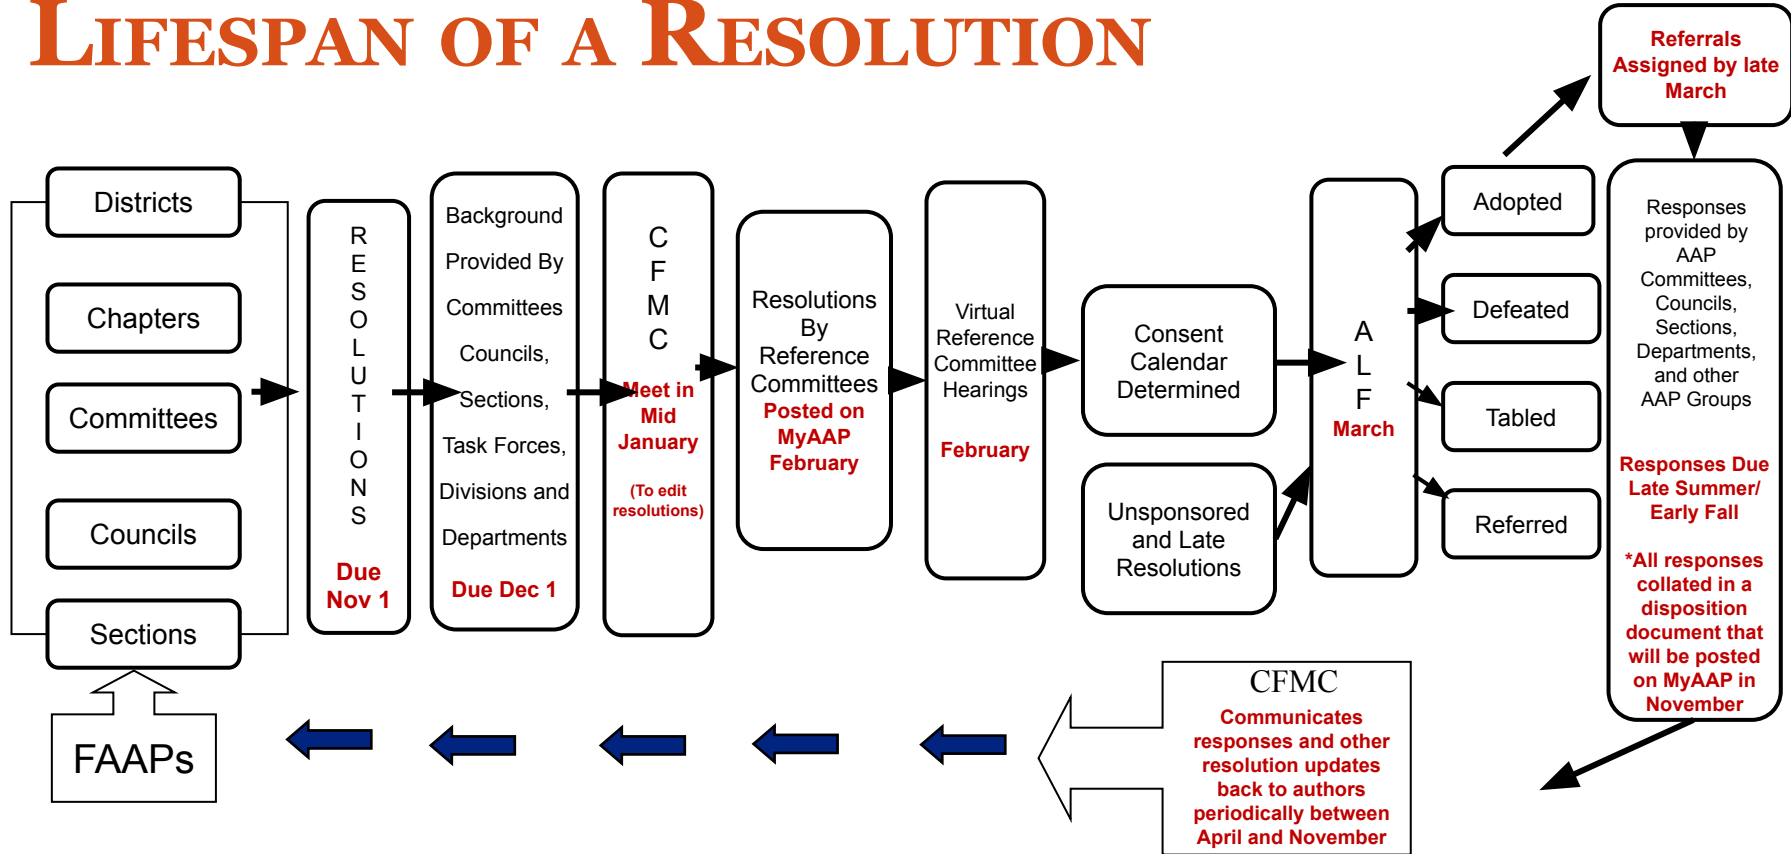 LIFESPAN OF A RESOLUTION
Referrals
Assigned by late
March
Districts
Chapters
Committees
Councils
Sections
FAAPs
R
E
S
O
L
U
T
I
O
N
S
Due
Nov 1
Background
Provided By
Committees
Councils,
Sections,
Task Forces,
Divisions and
Departments
Due Dec 1
C
F
M
C
Meet in
Mid
January
(To edit
resolutions)
Resolutions
By
Reference
Committees
Posted on
MyAAP
February
Virtual
Reference
Committee
Hearings
February
Consent
Calendar
Determined
Unsponsored
and Late
Resolutions
A
L
F
March
Adopted
Defeated
Tabled
Referred
Responses
provided by
AAP
Committees,
Councils,
Sections,
Departments,
and other
AAP Groups
Responses Due
Late Summer/
Early Fall
*All responses
collated in a
disposition
document that
will be posted
on MyAAP in
November
CFMC
Communicates
responses and other
resolution updates
back to authors
periodically between
April and November